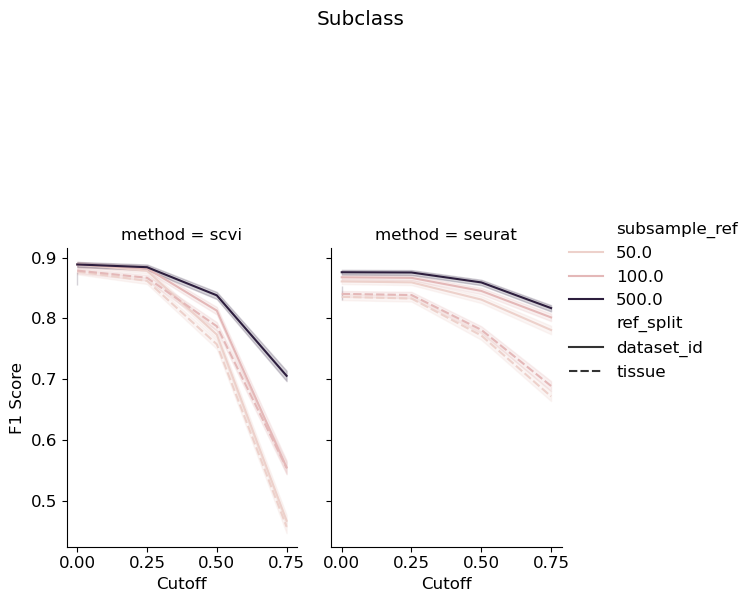 Subclass
method = scvi
method = seurat
F1 Score
0.9
0.8
0.7
0.6
0.5
0.00 0.25 0.50 0.75
Cutoff
0.00 0.25 0.50 0.75
Cutoff
subsample_ref
50.0
100.0
500.0
ref_split
dataset_id
tissue